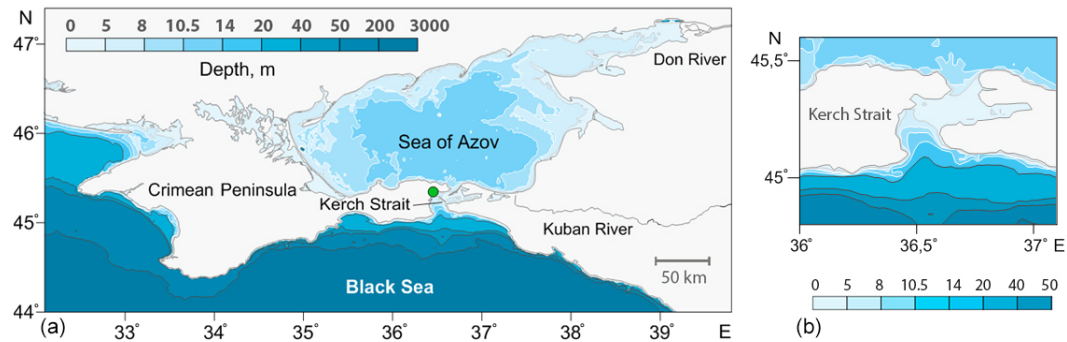 N
0 5 8 10.5 14 20 40 50 200 3000
Depth, m
47°
46°
45°
44°
Don River
Sea of Azov
Crimean Peninsula
Kerch Strait
Kuban River
50 km
Black Sea
(a)
33 34 35 36 37 38 39 E
N
45,5°
Kerch Strait
45°
36° 36,5° 37° E
0 5 8 10.5 14 20 40 50
(b)